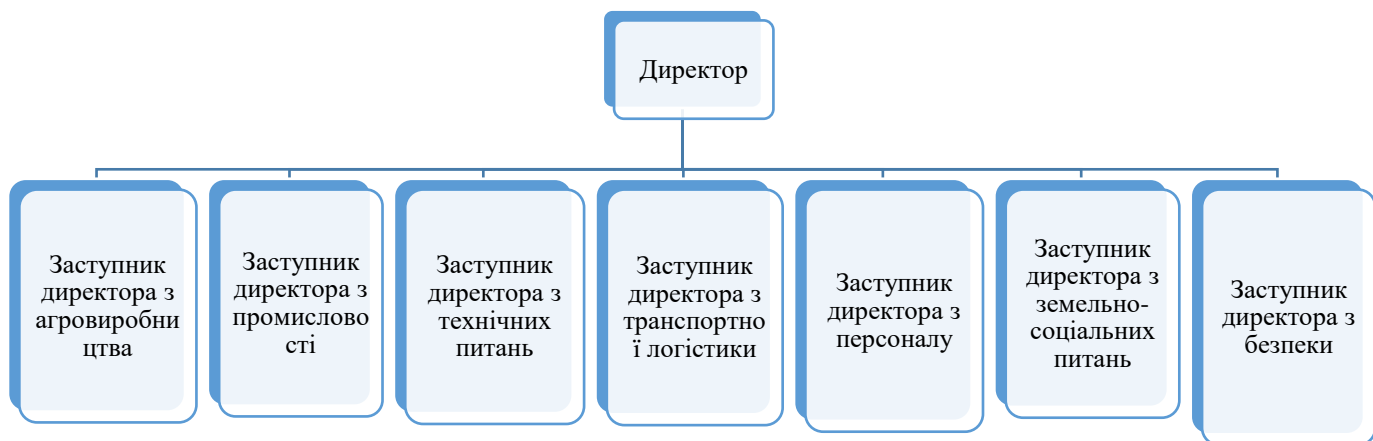 Директор
Заступник
директора з
агровиробни
цтва
Заступник
директора з
промислово
сті
Заступник
директора з
технічних
питань
Заступник
директора з
транспортно
ї логістики
Заступник
директора з
персоналу
Заступник
директора з
земельно-
соціальних
питань
Заступник
директора з
безпеки